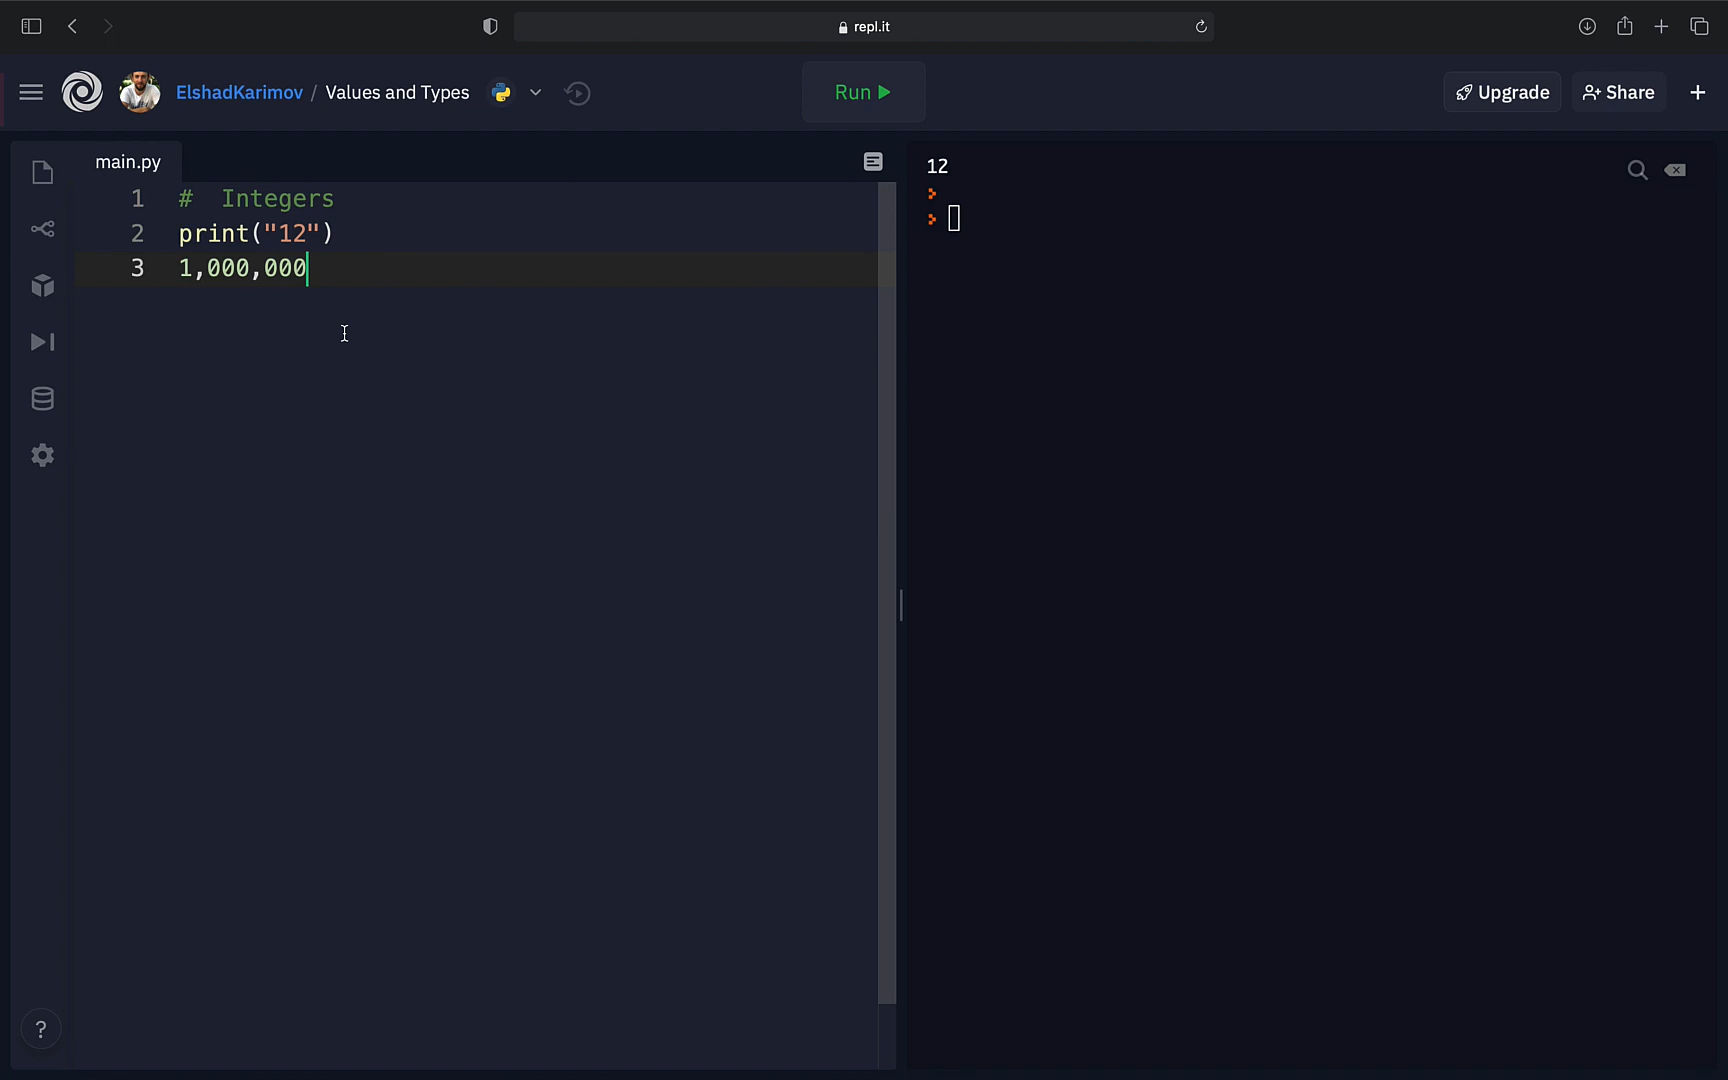 repl.it
ElshadKarimov / Values and Types
Run
Upgrade
Share
main.py
1 #  Integers
2 print("12")
3 1,000,000
12
?